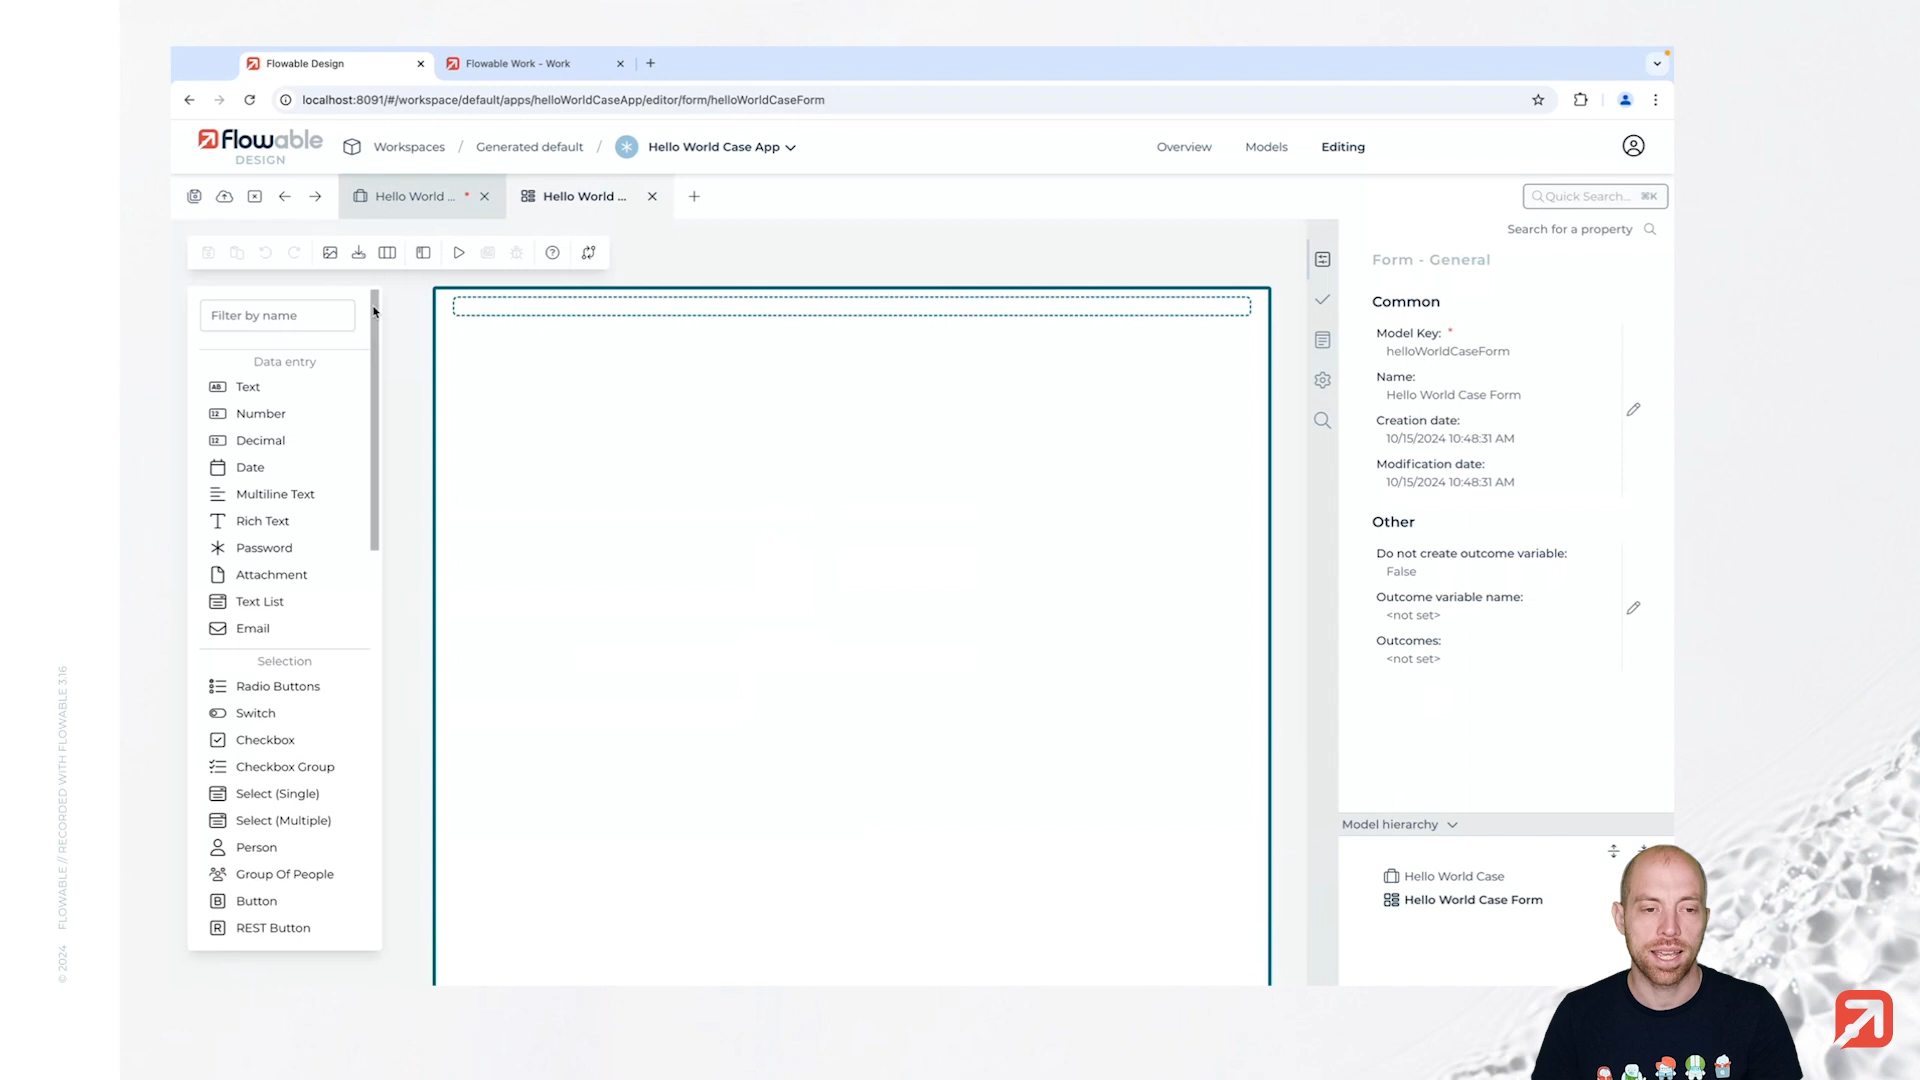 Flowable Design
Flowable Work - Work
localhost:8091/#/workspace/default/apps/helloWorldCaseApp/editor/form/helloWorldCaseForm
Flowable
DESIGN
Workspaces / Generated default / Hello World Case App
Overview
Models
Editing
Hello World ... *
Hello World ...
Quick Search... ⌘K
Search for a property
Filter by name
Data entry
Text
Number
Decimal
Date
Multiline Text
Rich Text
Password
Attachment
Text List
Email
Selection
Radio Buttons
Switch
Checkbox
Checkbox Group
Select (Single)
Select (Multiple)
Person
Group Of People
Button
REST Button
Form - General
Common
Model Key: *
helloWorldCaseForm
Name:
Hello World Case Form
Creation date:
10/15/2024 10:48:31 AM
Modification date:
10/15/2024 10:48:31 AM
Other
Do not create outcome variable:
False
Outcome variable name:
<not set>
Outcomes:
<not set>
Model hierarchy
Hello World Case
Hello World Case Form
© 2024 FLOWABLE // RECORDED WITH FLOWABLE 3.16